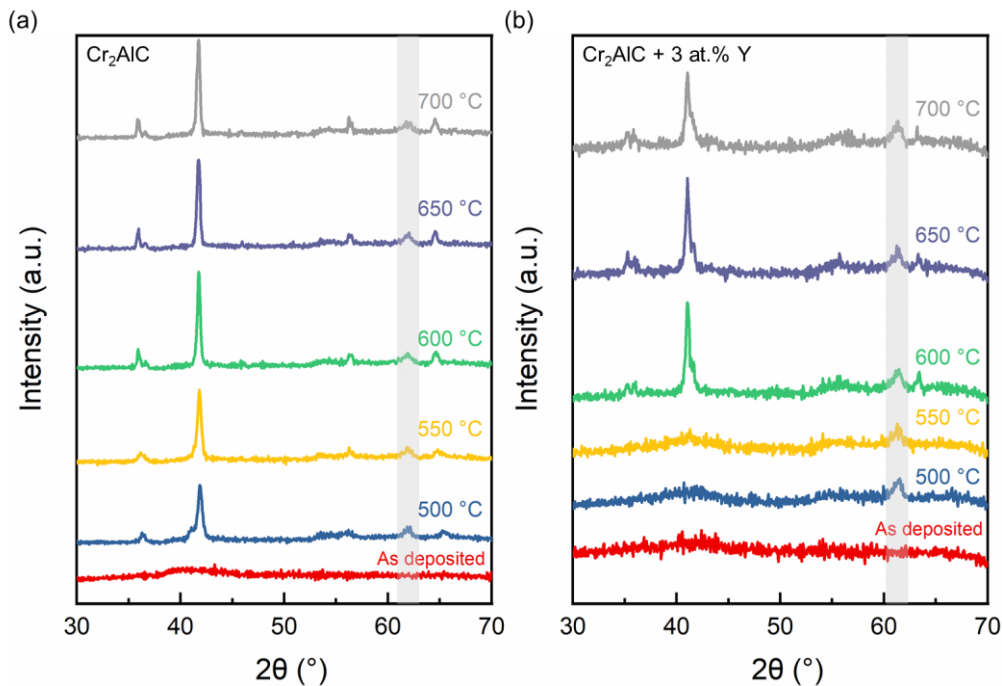 (a)
Cr₂AlC
700 °C
650 °C
600 °C
550 °C
500 °C
As deposited
Intensity (a.u.)
30 40 50 60 70
2θ (°)
(b)
Cr₂AlC + 3 at.% Y
700 °C
650 °C
600 °C
550 °C
500 °C
As deposited
Intensity (a.u.)
30 40 50 60 70
2θ (°)